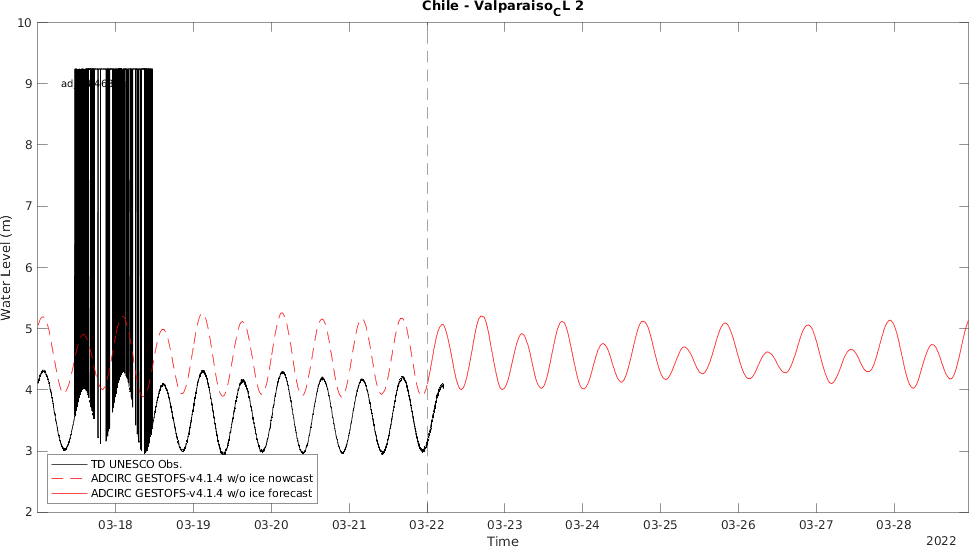 Chile - Valparaiso_CL 2
Water Level (m)
10
9
8
7
6
5
4
3
2
TD UNESCO Obs.
ADCIRC GESTOFS-v4.1.4 w/o ice nowcast
ADCIRC GESTOFS-v4.1.4 w/o ice forecast
03-18 03-19 03-20 03-21 03-22 03-23 03-24 03-25 03-26 03-27 03-28
Time
2022